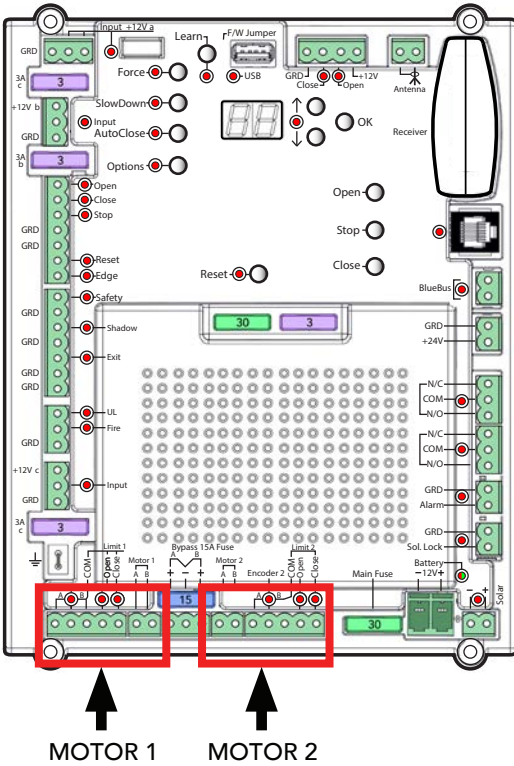 Input +12V a
Learn
F/W Jumper
GRD
USB
GRD +12V
Close Open
Antenna
Force
3A c
3
+12V b
SlowDown
Input
AutoClose
GRD
88
↑
↓
OK
Receiver
3A b
3
Options
Open
Close
Stop
GRD
GRD
Reset
Edge
Open
Stop
Close
Reset
Safety
BlueBus
GRD
Shadow
30 3
GRD
+24V
Exit
GRD
GRD
N/C
COM
N/O
UL
Fire
GRD
N/C
COM
N/O
+12V c
Input
GRD
GRD
Alarm
3A c
3
GRD
Sol. Lock
Limit 1
COM
Open
Close
Motor 1
A B
Bypass 15A Fuse
A B
+ − +
Motor 2
A B
Encoder 2
Limit 2
COM
Open
Close
Battery
−12V+
A B
15
A B
Main Fuse
30
− +
Solar
MOTOR 1 MOTOR 2